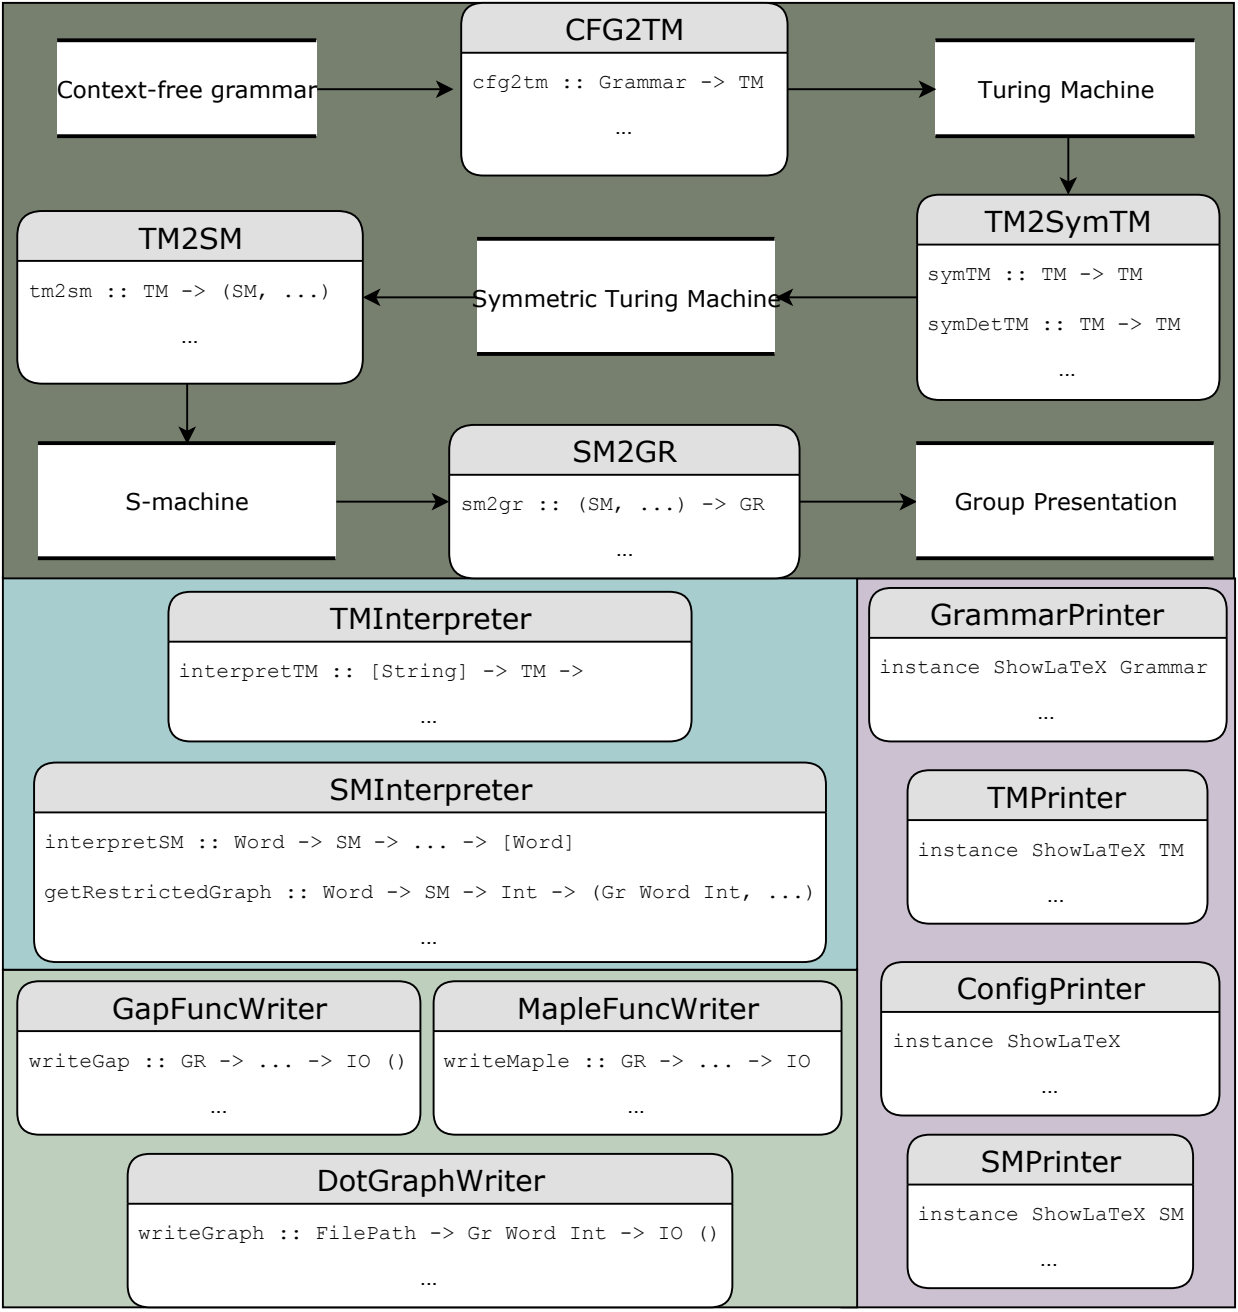 CFG2TM
Context-free grammar
cfg2tm :: Grammar -> TM
...
Turing Machine
TM2SM
tm2sm :: TM -> (SM, ...)
...
Symmetric Turing Machine
TM2SymTM
symTM :: TM -> TM
symDetTM :: TM -> TM
...
S-machine
SM2GR
sm2gr :: (SM, ...) -> GR
...
Group Presentation
TMInterpreter
interpretTM :: [String] -> TM ->
...
SMInterpreter
interpretSM :: Word -> SM -> ... -> [Word]
getRestrictedGraph :: Word -> SM -> Int -> (Gr Word Int, ...)
...
GrammarPrinter
instance ShowLaTeX Grammar
...
TMPrinter
instance ShowLaTeX TM
...
ConfigPrinter
instance ShowLaTeX
...
SMPrinter
instance ShowLaTeX SM
...
GapFuncWriter
writeGap :: GR -> ... -> IO ()
...
MapleFuncWriter
writeMaple :: GR -> ... -> IO
...
DotGraphWriter
writeGraph :: FilePath -> Gr Word Int -> IO ()
...